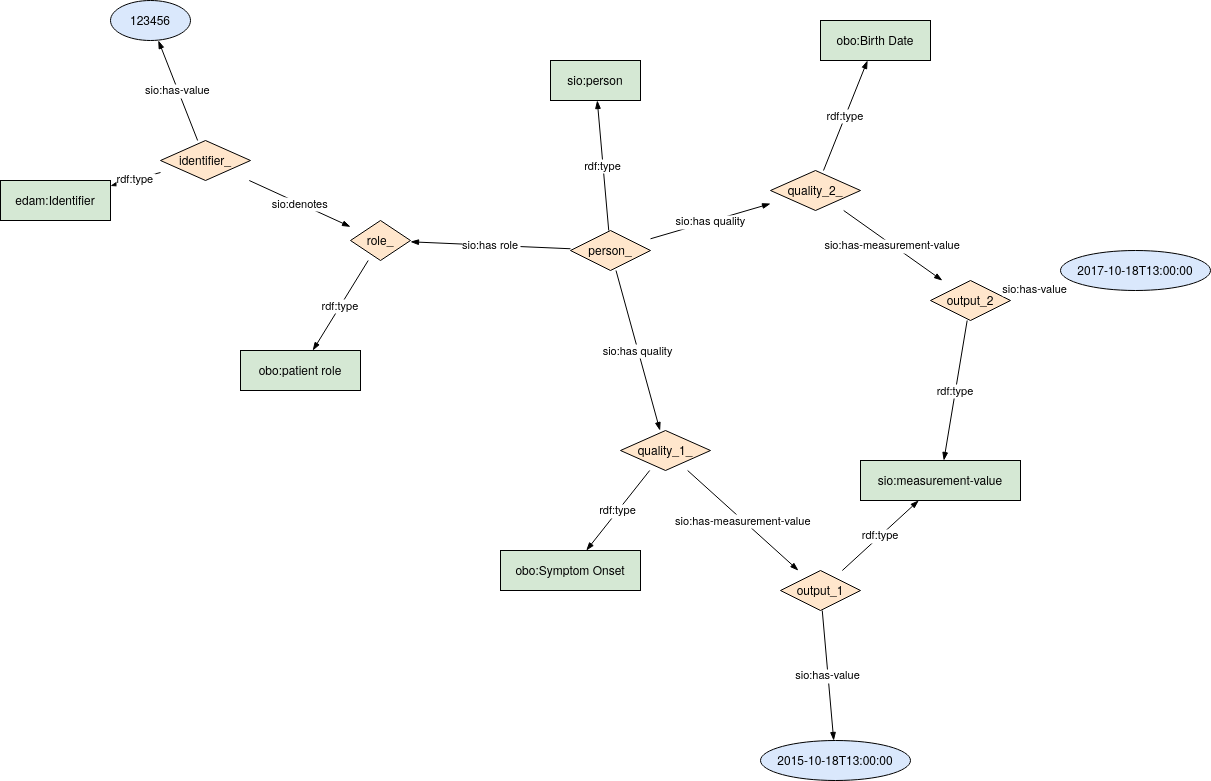 123456
obo:Birth Date
sio:person
sio:has-value
rdf:type
identifier_
rdf:type
rdf:type
quality_2_
edam:Identifier
sio:denotes
sio:has quality
role_
sio:has role
person_
sio:has-measurement-value
2017-10-18T13:00:00
sio:has-value
output_2
rdf:type
sio:has quality
obo:patient role
rdf:type
quality_1_
sio:measurement-value
rdf:type
sio:has-measurement-value
rdf:type
obo:Symptom Onset
output_1
sio:has-value
2015-10-18T13:00:00